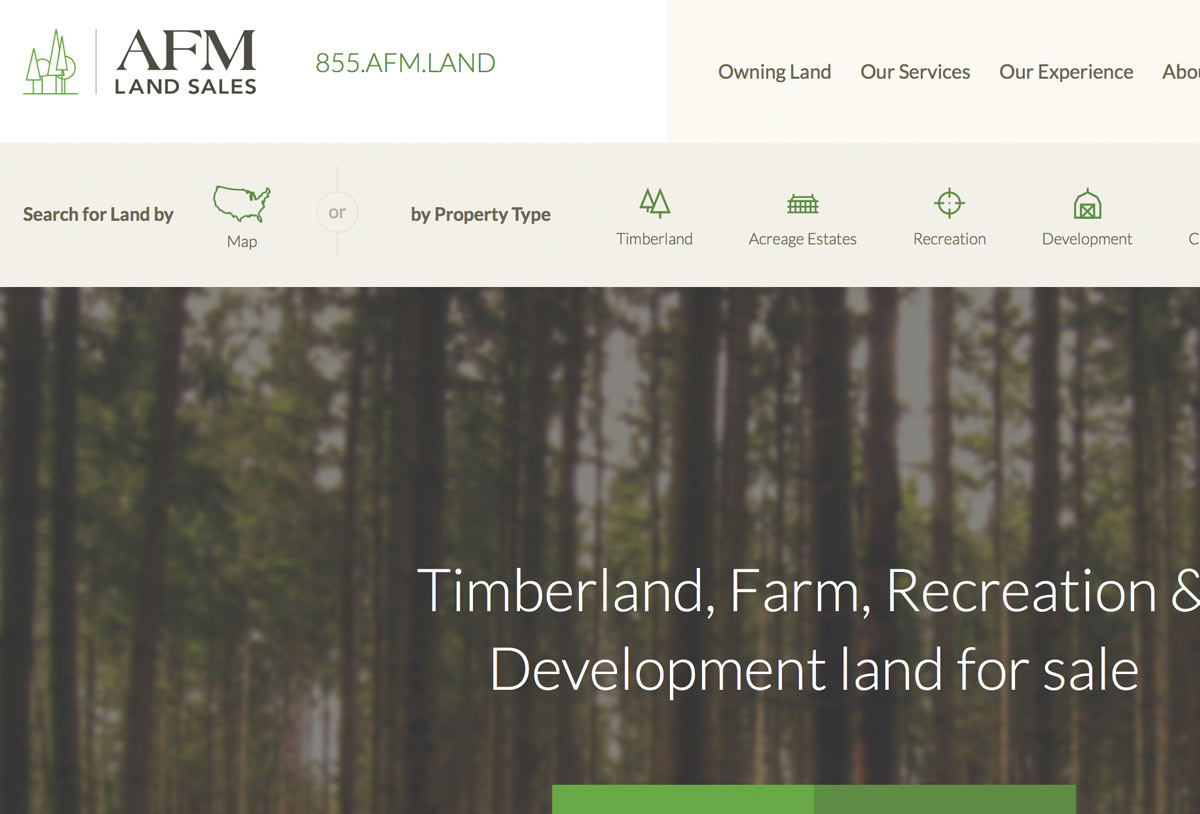 AFM
LAND SALES
855.AFM.LAND
Owning Land
Our Services
Our Experience
Search for Land by
Map
or
by Property Type
Timberland
Acreage Estates
Recreation
Development
Timberland, Farm, Recreation &
Development land for sale